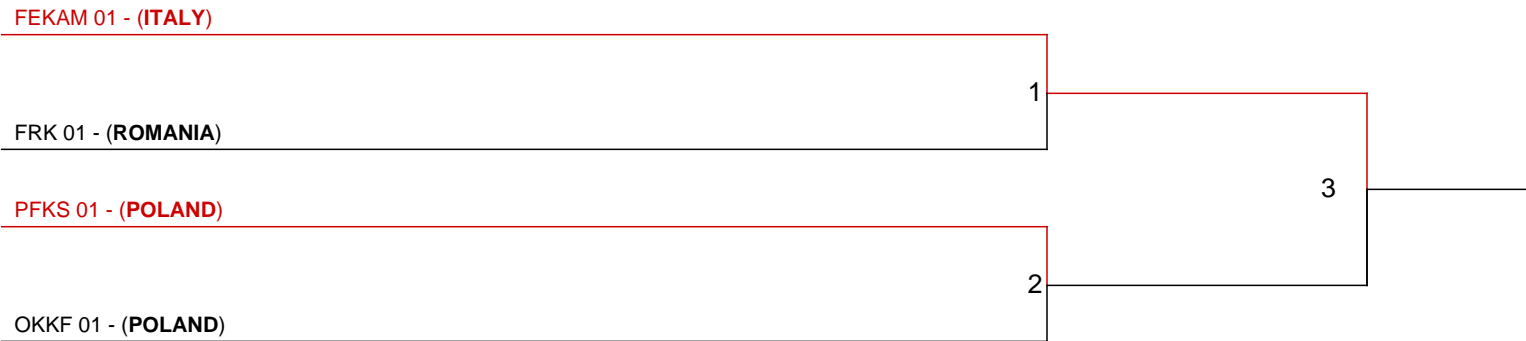 FEKAM 01 - (ITALY)
1
FRK 01 - (ROMANIA)
3
PFKS 01 - (POLAND)
2
OKKF 01 - (POLAND)